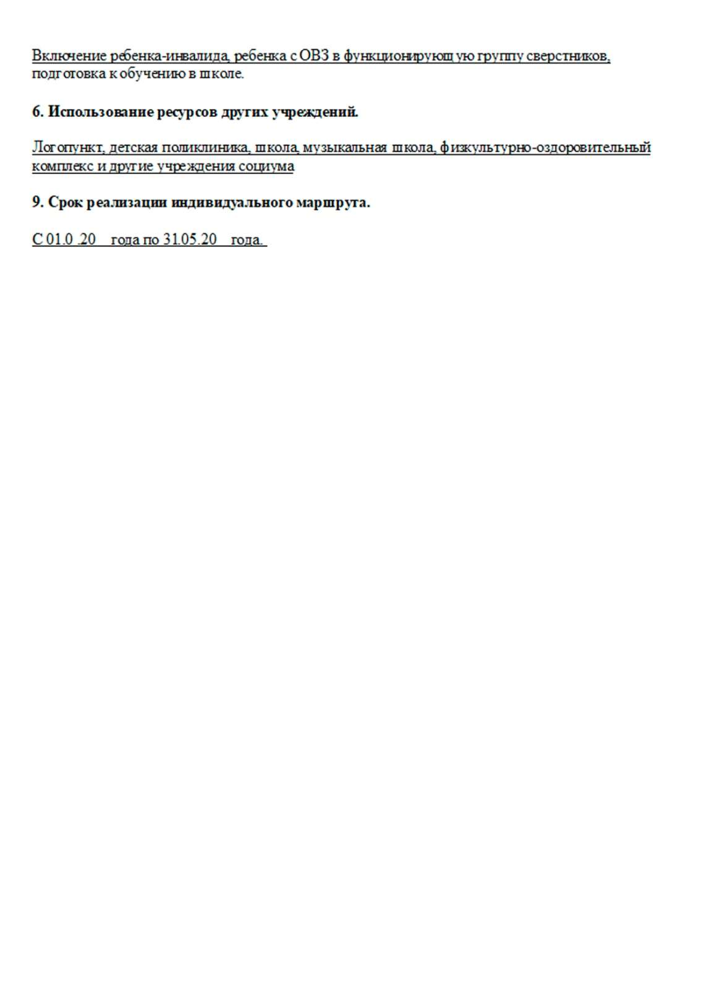 Включение ребенка-инвалида, ребенка с ОВЗ в функционирующую группу сверстников,
подготовка к обучению в школе.
6. Использование ресурсов других учреждений.
Логопункт, детская поликлиника, школа, музыкальная школа, физкультурно-оздоровительный
комплекс и другие учреждения социума
9. Срок реализации индивидуального маршрута.
С 01.0 .20    года по 31.05.20    года.